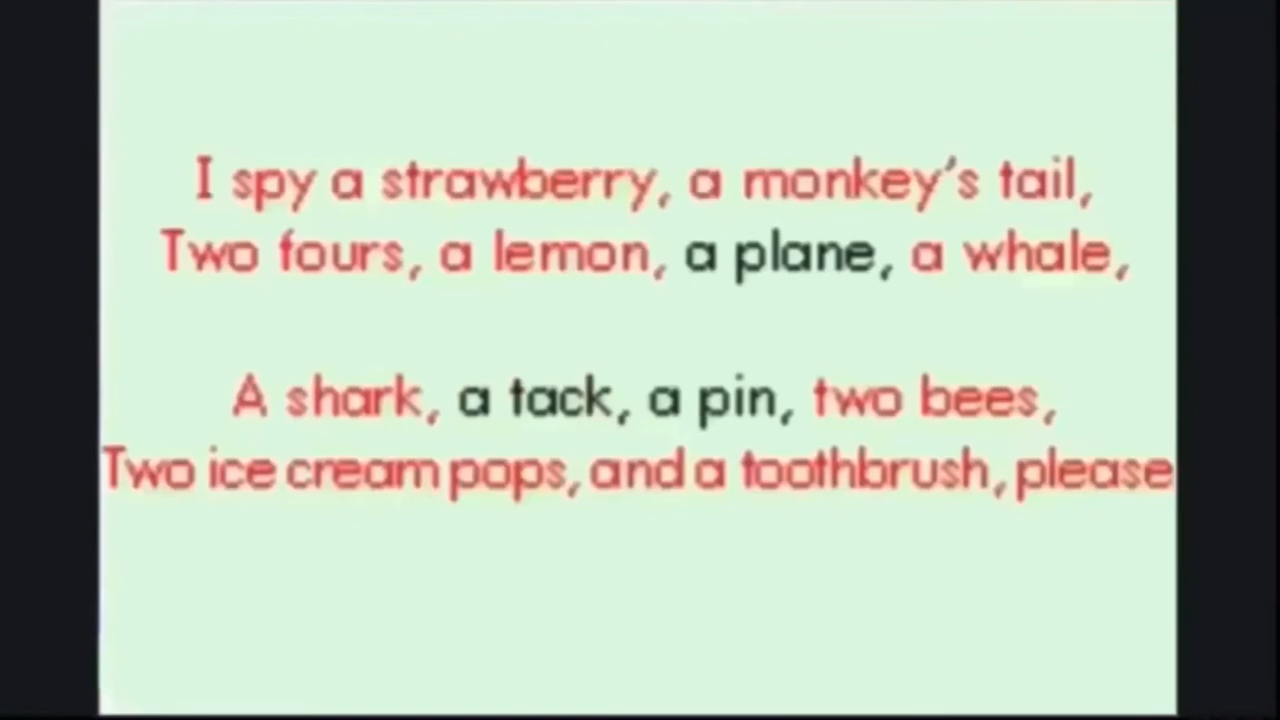 I spy a strawberry, a monkey's tail,
Two fours, a lemon, a plane, a whale,
A shark, a tack, a pin, two bees,
Two ice cream pops, and a toothbrush, please